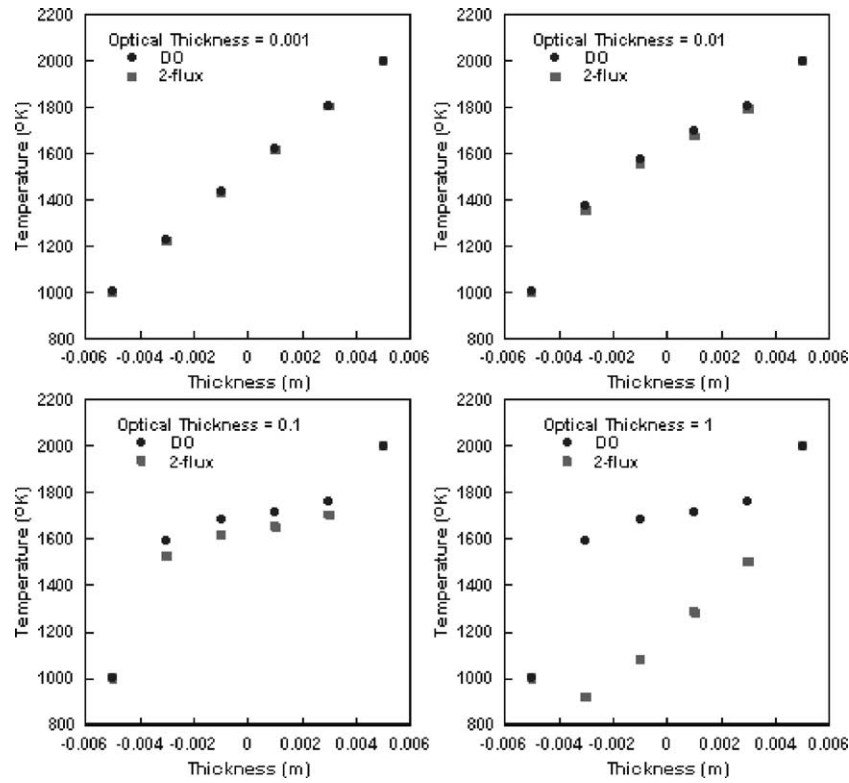 2200
2000
1800
1600
1400
1200
1000
800
Temperature (ºK)
Optical Thickness = 0.001
DO
2-flux
-0.006 -0.004 -0.002 0 0.002 0.004 0.006
Thickness (m)
2200
2000
1800
1600
1400
1200
1000
800
Temperature (ºK)
Optical Thickness = 0.01
DO
2-flux
-0.006 -0.004 -0.002 0 0.002 0.004 0.006
Thickness (m)
2200
2000
1800
1600
1400
1200
1000
800
Temperature (ºK)
Optical Thickness = 0.1
DO
2-flux
-0.006 -0.004 -0.002 0 0.002 0.004 0.006
Thickness (m)
2200
2000
1800
1600
1400
1200
1000
800
Temperature (ºK)
Optical Thickness = 1
DO
2-flux
-0.006 -0.004 -0.002 0 0.002 0.004 0.006
Thickness (m)